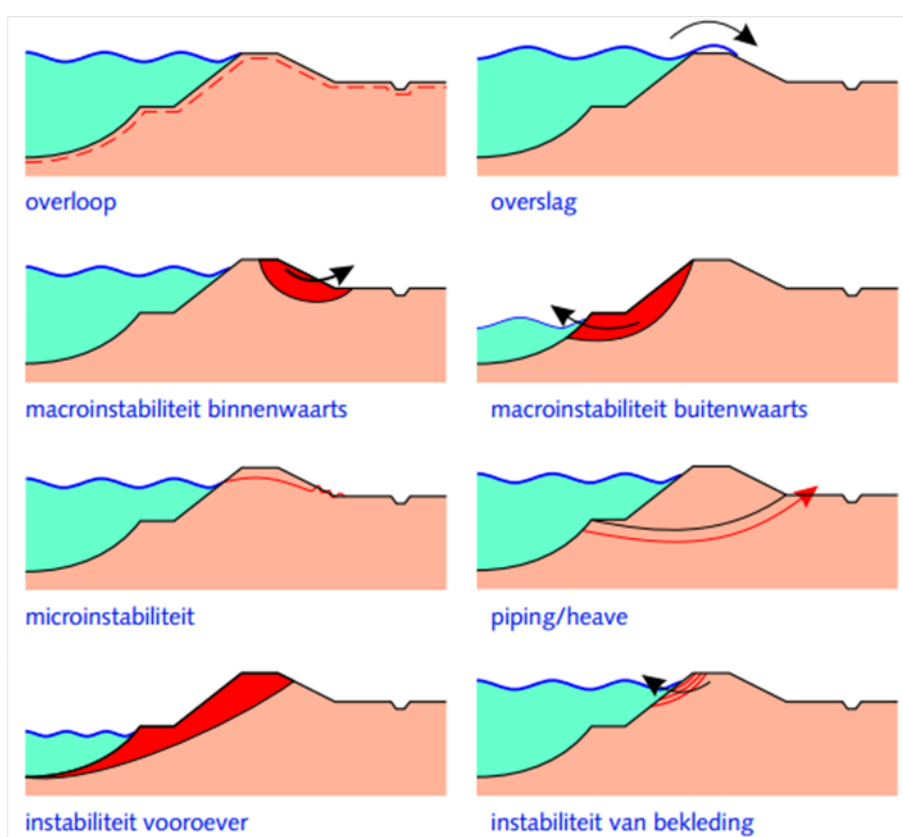 overloop
overslag
macroinstabiliteit binnenwaarts
macroinstabiliteit buitenwaarts
microinstabiliteit
piping/heave
instabiliteit vooroever
instabiliteit van bekleding